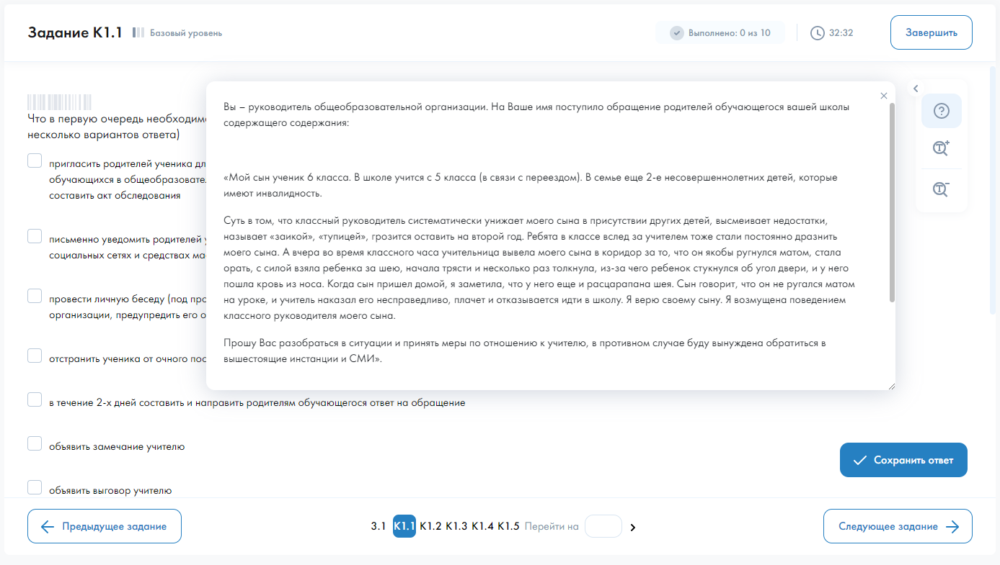 Задание К1.1
Базовый уровень
Выполнено: 0 из 10
32:32
Завершить
Что в первую очередь необходим
несколько вариантов ответа)
пригласить родителей ученика дл
обучающихся в общеобразовател
составить акт обследования
письменно уведомить родителей у
социальных сетях и средствах ма
провести личную беседу (под про
организации, предупредить его о
отстранить ученика от очного пос
в течение 2-х дней составить и направить родителям обучающегося ответ на обращение
объявить замечание учителю
объявить выговор учителю
Вы – руководитель общеобразовательной организации. На Ваше имя поступило обращение родителей обучающегося вашей школы
содержащего содержания:
«Мой сын ученик 6 класса. В школе учится с 5 класса (в связи с переездом). В семье еще 2-е несовершеннолетних детей, которые
имеют инвалидность.
Суть в том, что классный руководитель систематически унижает моего сына в присутствии других детей, высмеивает недостатки,
называет «заикой», «тупицей», грозится оставить на второй год. Ребята в классе вслед за учителем тоже стали постоянно дразнить
моего сына. А вчера во время классного часа учительница вывела моего сына в коридор за то, что он якобы ругнулся матом, стала
орать, с силой взяла ребенка за шею, начала трясти и несколько раз толкнула, из-за чего ребенок стукнулся об угол двери, и у него
пошла кровь из носа. Когда сын пришел домой, я заметила, что у него еще и расцарапана шея. Сын говорит, что он не ругался матом
на уроке, и учитель наказал его несправедливо, плачет и отказывается идти в школу. Я верю своему сыну. Я возмущена поведением
классного руководителя моего сына.
Прошу Вас разобраться в ситуации и принять меры по отношению к учителю, в противном случае буду вынуждена обратиться в
вышестоящие инстанции и СМИ».
Сохранить ответ
Предыдущее задание
3.1 К1.1 К1.2 К1.3 К1.4 К1.5 Перейти на
Следующее задание